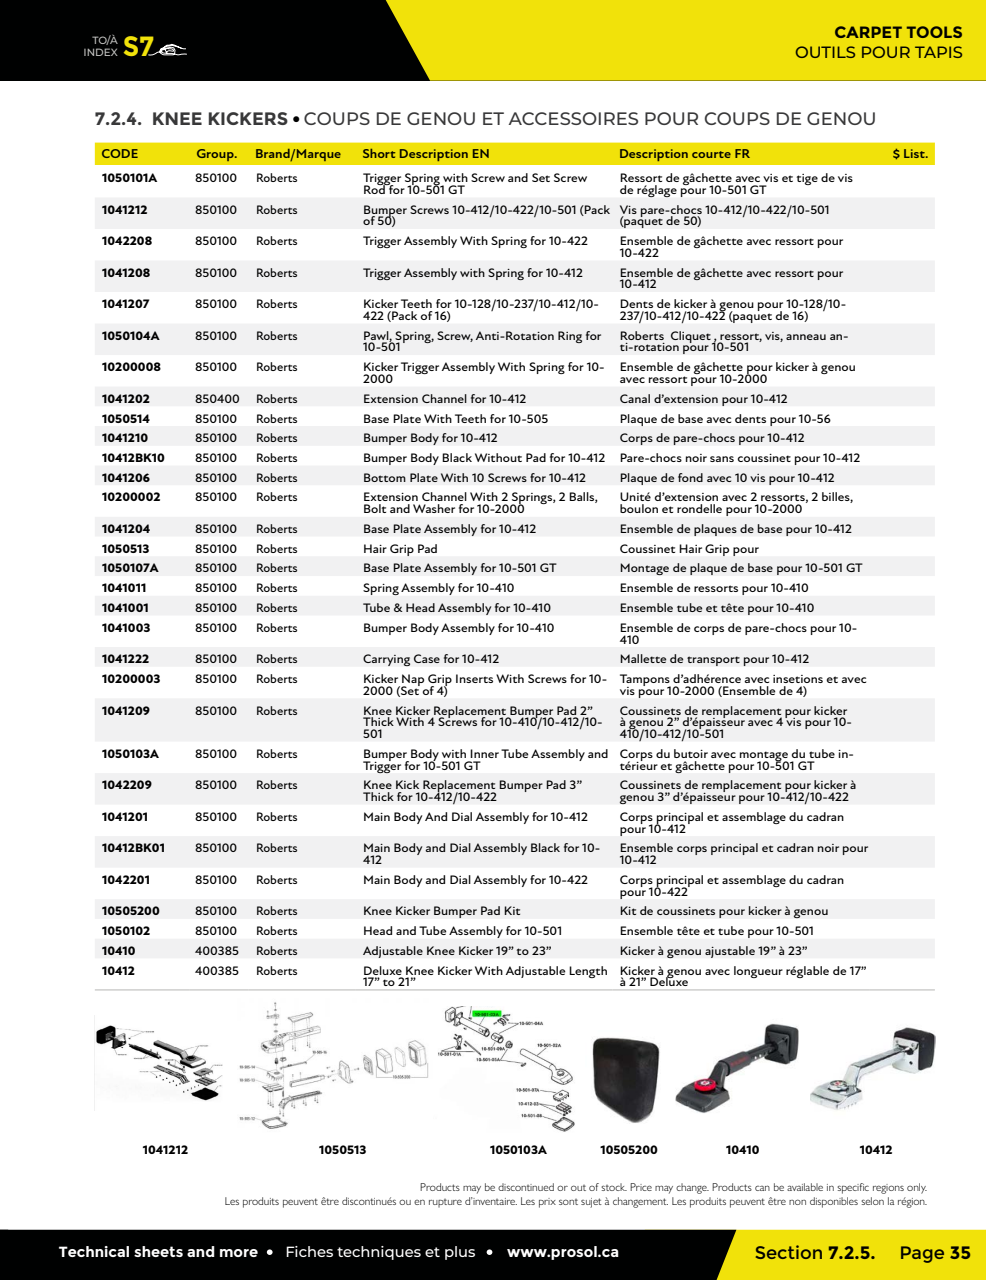 TO/À
INDEX S7
CARPET TOOLS
OUTILS POUR TAPIS
7.2.4. KNEE KICKERS • COUPS DE GENOU ET ACCESSOIRES POUR COUPS DE GENOU
CODE Group. Brand/Marque Short Description EN Description courte FR $ List.
1050101A 850100 Roberts Trigger Spring with Screw and Set Screw Ressort de gâchette avec vis et tige de vis
Rod for 10-501 GT de réglage pour 10-501 GT
1041212 850100 Roberts Bumper Screws 10-412/10-422/10-501 (Pack Vis pare-chocs 10-412/10-422/10-501
of 50) (paquet de 50)
1042208 850100 Roberts Trigger Assembly With Spring for 10-422 Ensemble de gâchette avec ressort pour
10-422
1041208 850100 Roberts Trigger Assembly with Spring for 10-412 Ensemble de gâchette avec ressort pour
10-412
1041207 850100 Roberts Kicker Teeth for 10-128/10-237/10-412/10- Dents de kicker à genou pour 10-128/10-
422 (Pack of 16) 237/10-412/10-422 (paquet de 16)
1050104A 850100 Roberts Pawl, Spring, Screw, Anti-Rotation Ring for Roberts Cliquet , ressort, vis, anneau an-
10-501 ti-rotation pour 10-501
10200008 850100 Roberts Kicker Trigger Assembly With Spring for 10- Ensemble de gâchette pour kicker à genou
2000 avec ressort pour 10-2000
1041202 850400 Roberts Extension Channel for 10-412 Canal d'extension pour 10-412
1050514 850100 Roberts Base Plate With Teeth for 10-505 Plaque de base avec dents pour 10-56
1041210 850100 Roberts Bumper Body for 10-412 Corps de pare-chocs pour 10-412
10412BK10 850100 Roberts Bumper Body Black Without Pad for 10-412 Pare-chocs noir sans coussinet pour 10-412
1041206 850100 Roberts Bottom Plate With 10 Screws for 10-412 Plaque de fond avec 10 vis pour 10-412
10200002 850100 Roberts Extension Channel With 2 Springs, 2 Balls, Unité d'extension avec 2 ressorts, 2 billes,
Bolt and Washer for 10-2000 boulon et rondelle pour 10-2000
1041204 850100 Roberts Base Plate Assembly for 10-412 Ensemble de plaques de base pour 10-412
1050513 850100 Roberts Hair Grip Pad Coussinet Hair Grip pour
1050107A 850100 Roberts Base Plate Assembly for 10-501 GT Montage de plaque de base pour 10-501 GT
1041011 850100 Roberts Spring Assembly for 10-410 Ensemble de ressorts pour 10-410
1041001 850100 Roberts Tube & Head Assembly for 10-410 Ensemble tube et tête pour 10-410
1041003 850100 Roberts Bumper Body Assembly for 10-410 Ensemble de corps de pare-chocs pour 10-
410
1041222 850100 Roberts Carrying Case for 10-412 Mallette de transport pour 10-412
10200003 850100 Roberts Kicker Nap Grip Inserts With Screws for 10- Tampons d'adhérence avec insetions et avec
2000 (Set of 4) vis pour 10-2000 (Ensemble de 4)
1041209 850100 Roberts Knee Kicker Replacement Bumper Pad 2" Coussinets de remplacement pour kicker
Thick With 4 Screws for 10-410/10-412/10- à genou 2" d'épaisseur avec 4 vis pour 10-
501 410/10-412/10-501
1050103A 850100 Roberts Bumper Body with Inner Tube Assembly and Corps du butoir avec montage du tube in-
Trigger for 10-501 GT térieur et gâchette pour 10-501 GT
1042209 850100 Roberts Knee Kick Replacement Bumper Pad 3" Coussinets de remplacement pour kicker à
Thick for 10-412/10-422 genou 3" d'épaisseur pour 10-412/10-422
1041201 850100 Roberts Main Body And Dial Assembly for 10-412 Corps principal et assemblage du cadran
pour 10-412
10412BK01 850100 Roberts Main Body and Dial Assembly Black for 10- Ensemble corps principal et cadran noir pour
412 10-412
1042201 850100 Roberts Main Body and Dial Assembly for 10-422 Corps principal et assemblage du cadran
pour 10-422
10505200 850100 Roberts Knee Kicker Bumper Pad Kit Kit de coussinets pour kicker à genou
1050102 850100 Roberts Head and Tube Assembly for 10-501 Ensemble tête et tube pour 10-501
10410 400385 Roberts Adjustable Knee Kicker 19" to 23" Kicker à genou ajustable 19" à 23"
10412 400385 Roberts Deluxe Knee Kicker With Adjustable Length Kicker à genou avec longueur réglable de 17"
17" to 21" à 21" Deluxe
10-501-03A
10-501-04A
10-501-02A
10-501-01A
10-501-07A
10-412-03
1041212 1050513 1050103A 10505200 10410 10412
Products may be discontinued or out of stock. Price may change. Products can be available in specific regions only.
Les produits peuvent être discontinués ou en rupture d'inventaire. Les prix sont sujet à changement. Les produits peuvent être non disponibles selon la région.
Technical sheets and more • Fiches techniques et plus • www.prosol.ca
Section 7.2.5. Page 35